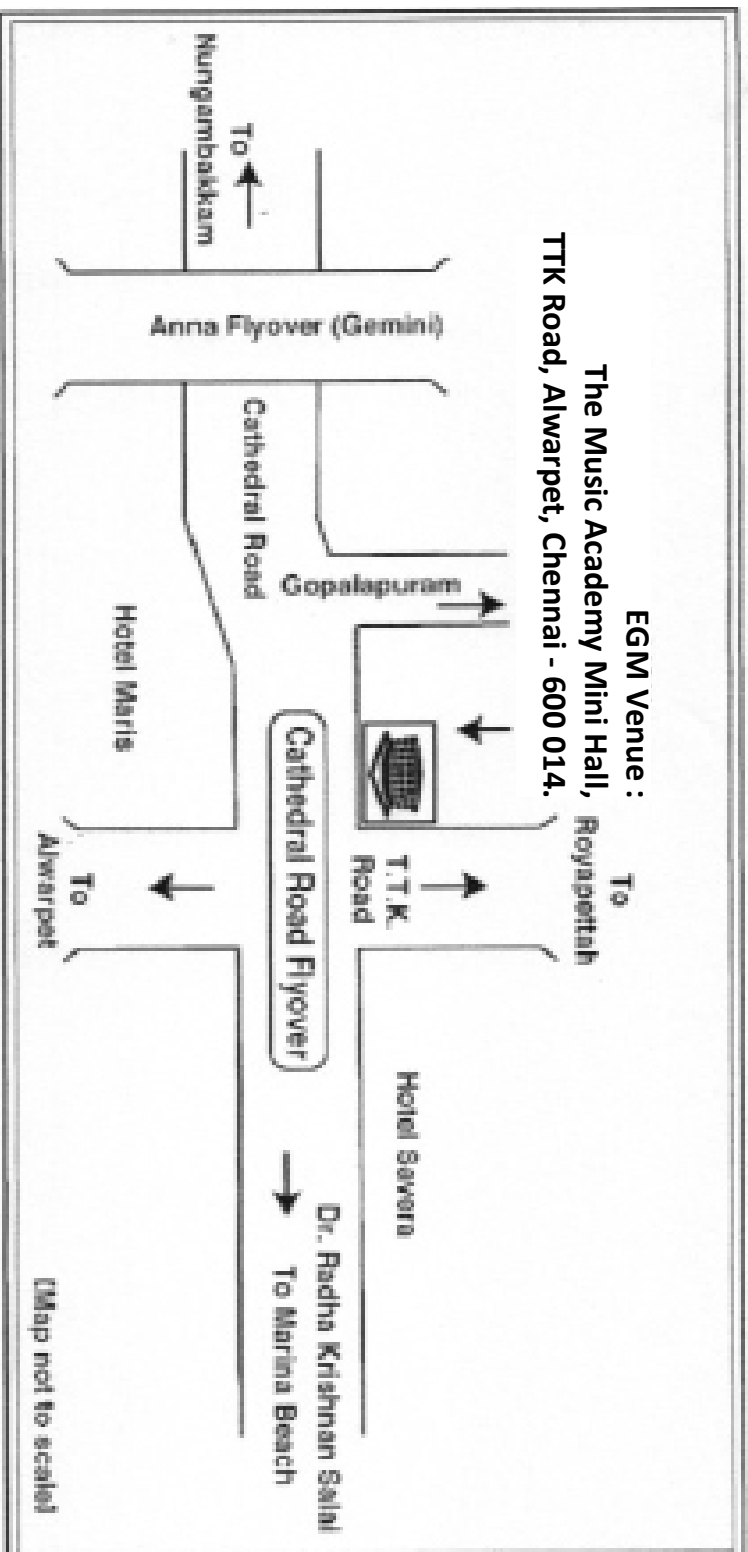 EGM Venue :
The Music Academy Mini Hall,
TTK Road, Alwarpet, Chennai - 600 014.
To
Royapettah
To
Nungambakkam
Anna Flyover (Gemini)
Cathedral Road
Gopalapuram
T.T.K.
Road
Hotel Savera
Cathedral Road Flyover
Dr. Radha Krishnan Salai
To Marina Beach
Hotel Maris
To
Alwarpet
(Map not to scale)